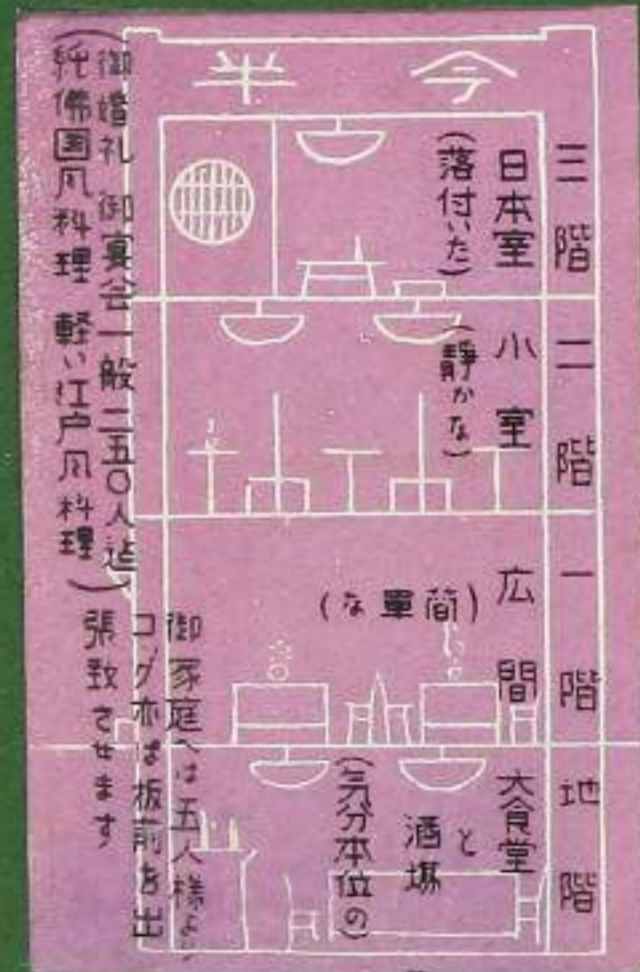 今半
三階
日本室
(落付いた)
二階
小室
(静かな)
一階
広間
(簡単な)
地階
大食堂
と
酒場
(気分本位の)
御婚礼 御宴会一般 二五〇人迠
(純佛国凬料理 軽い江戸凬料理)
御家庭へは五人様より
コック亦は板前を出
張致させます